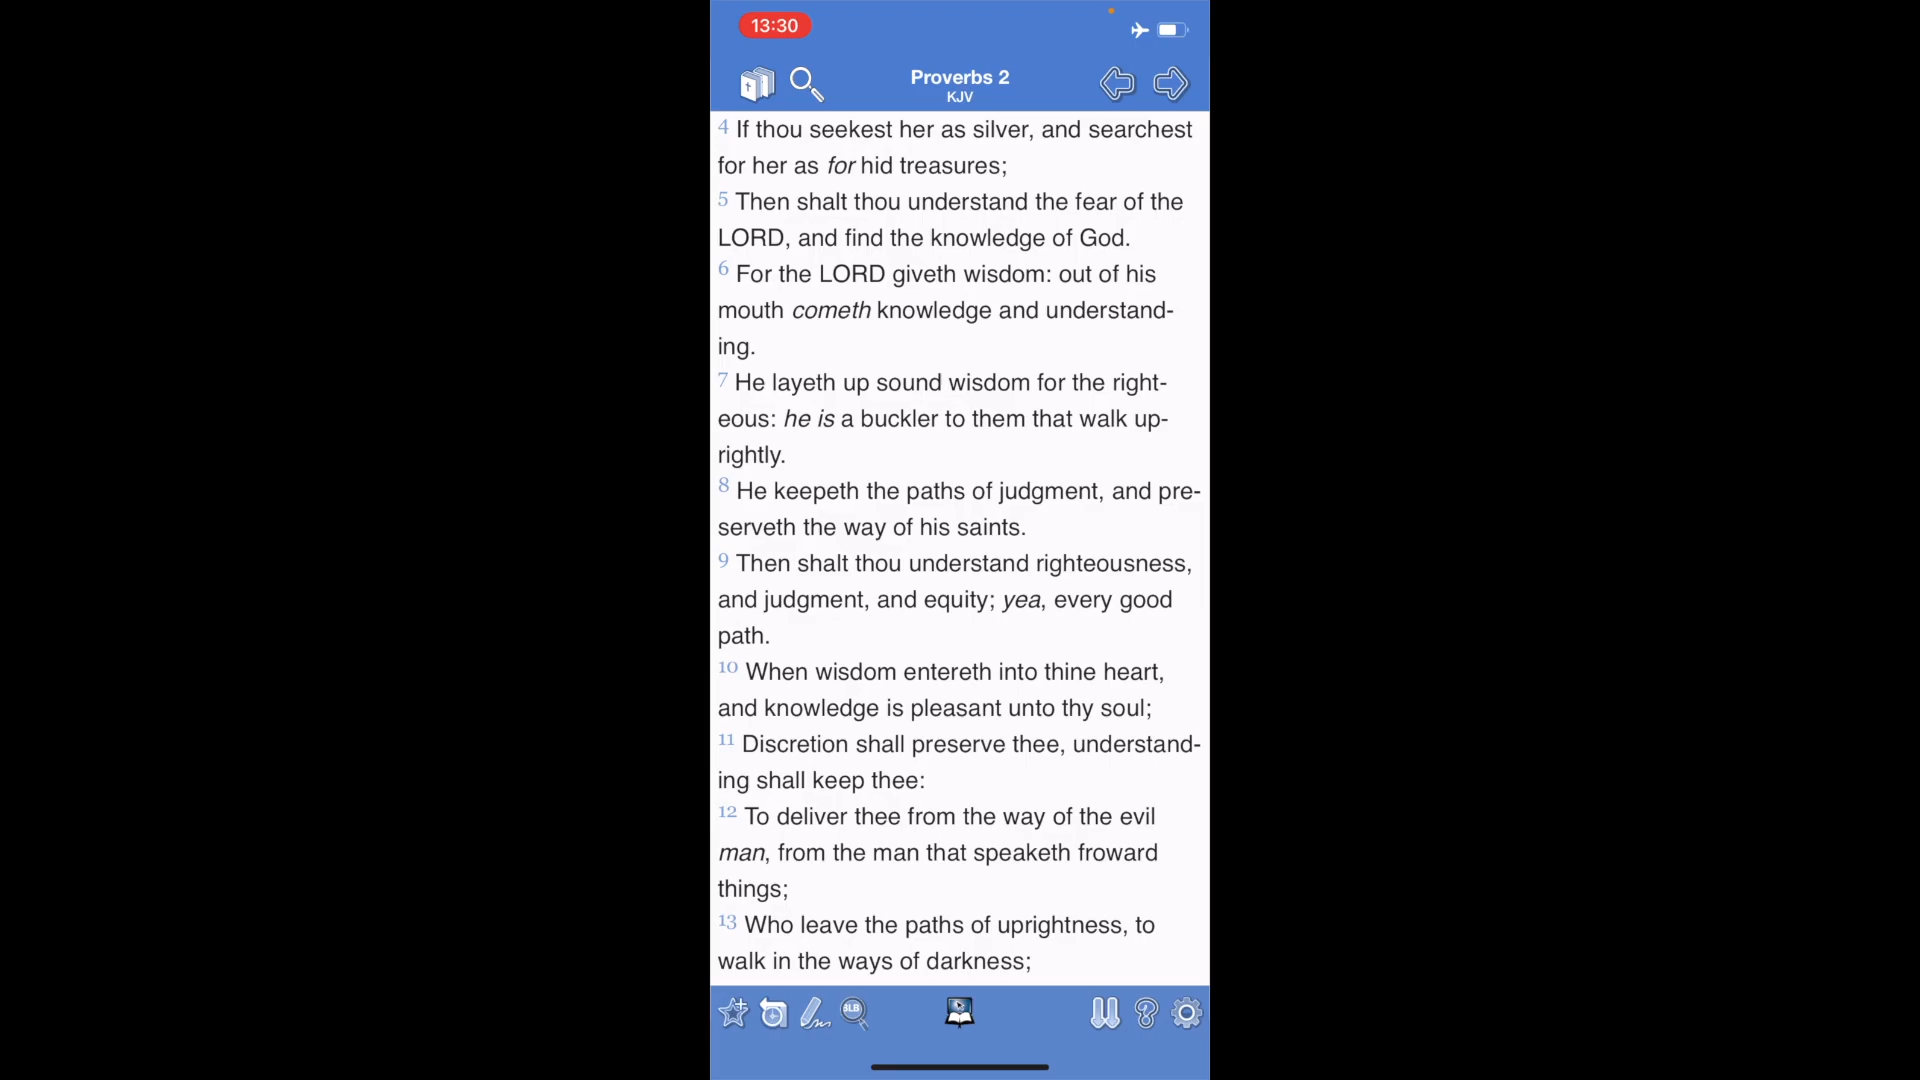 13:30
Proverbs 2
KJV
4 If thou seekest her as silver, and searchest
for her as for hid treasures;
5 Then shalt thou understand the fear of the
LORD, and find the knowledge of God.
6 For the LORD giveth wisdom: out of his
mouth cometh knowledge and understand-
ing.
7 He layeth up sound wisdom for the right-
eous: he is a buckler to them that walk up-
rightly.
8 He keepeth the paths of judgment, and pre-
serveth the way of his saints.
9 Then shalt thou understand righteousness,
and judgment, and equity; yea, every good
path.
10 When wisdom entereth into thine heart,
and knowledge is pleasant unto thy soul;
11 Discretion shall preserve thee, understand-
ing shall keep thee:
12 To deliver thee from the way of the evil
man, from the man that speaketh froward
things;
13 Who leave the paths of uprightness, to
walk in the ways of darkness;
BLB